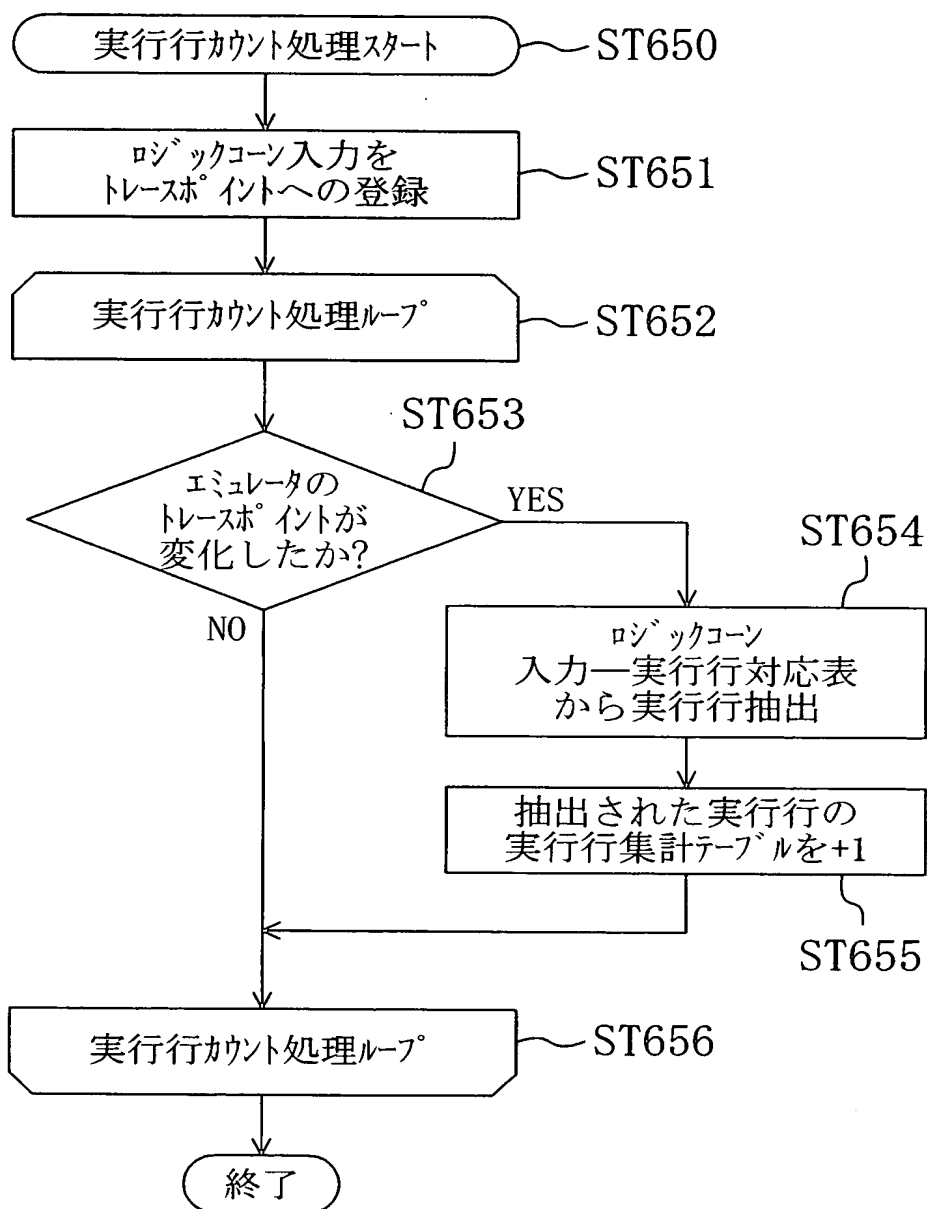 実行行ｶｳﾝﾄ処理ｽﾀｰﾄ
ST650
ﾛｼﾞｯｸｺｰﾝ入力を
ﾄﾚｰｽﾎﾟｲﾝﾄへの登録
ST651
実行行ｶｳﾝﾄ処理ﾙｰﾌﾟ
ST652
ST653
ｴﾐｭﾚｰﾀの
ﾄﾚｰｽﾎﾟｲﾝﾄが
変化したか?
YES
NO
ST654
ﾛｼﾞｯｸｺｰﾝ
入力―実行行対応表
から実行行抽出
抽出された実行行の
実行行集計ﾃｰﾌﾞﾙを+1
ST655
実行行ｶｳﾝﾄ処理ﾙｰﾌﾟ
ST656
終了